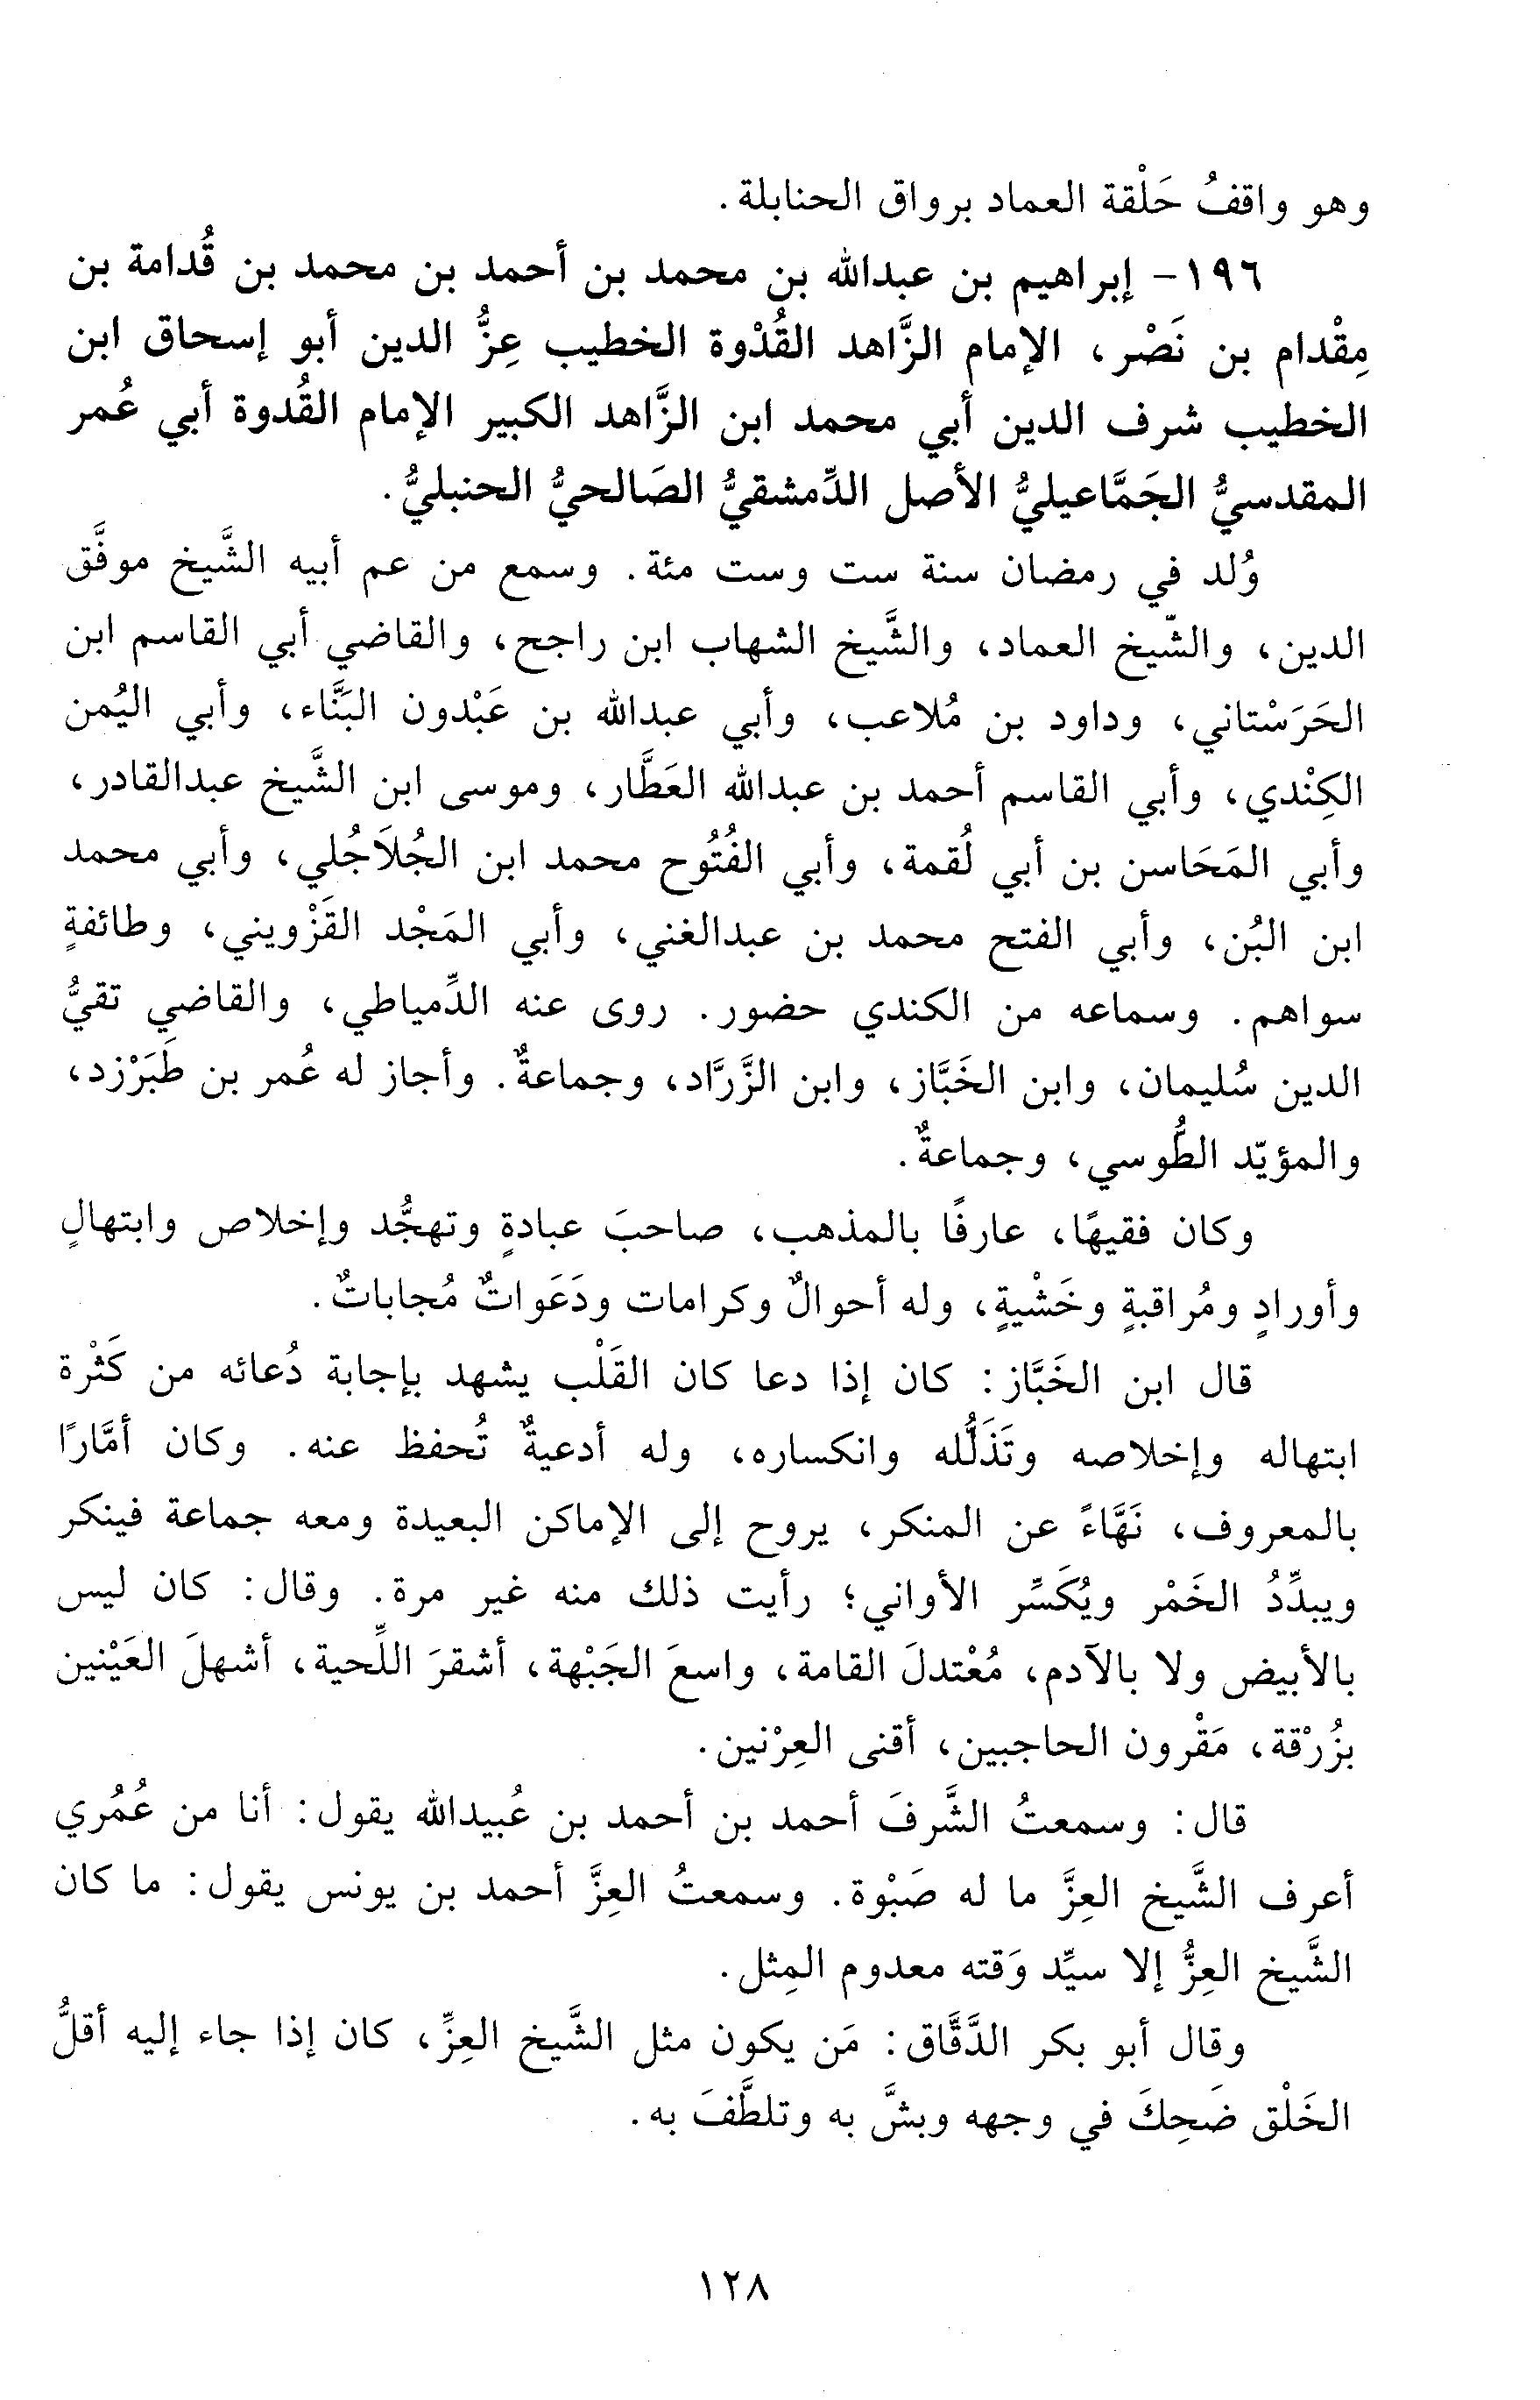 وهو واقفُ حَلْقة العماد برواق الحنابلة.
١٩٦- إبراهيم بن عبدالله بن محمد بن أحمد بن محمد بن قُدامة بن
مِقْدام بن نَصْر، الإمام الزَّاهد القُدْوة الخطيب عِزُّ الدين أبو إسحاق ابن
الخطيب شرف الدين أبي محمد ابن الزَّاهد الكبير الإمام القُدوة أبي عُمر
المقدسيُّ الجَمَّاعيليُّ الأصل الدِّمشقيُّ الصَالحيُّ الحنبليُّ.
وُلد في رمضان سنة ست وست مئة. وسمع من عم أبيه الشَّيخ موفَّق
الدين، والشّيخ العماد، والشَّيخ الشهاب ابن راجح، والقاضي أبي القاسم ابن
الحَرَسْتاني، وداود بن مُلاعب، وأبي عبدالله بن عَبْدون البَنَّاء، وأبي اليُمن
الكِنْدي، وأبي القاسم أحمد بن عبدالله العَطَّار، وموسى ابن الشَّيخ عبدالقادر،
وأبي المَحَاسن بن أبي لُقمة، وأبي الفُتُوح محمد ابن الجُلاَجُلي، وأبي محمد
ابن البُن، وأبي الفتح محمد بن عبدالغني، وأبي المَجْد القَزْويني، وطائفةٍ
سواهم. وسماعه من الكندي حضور. روى عنه الدِّمياطي، والقاضي تقيُّ
الدين سُليمان، وابن الخَبَّاز، وابن الزَّرَّاد، وجماعةٌ. وأجاز له عُمر بن طَبَرْزد،
والمؤيّد الطُّوسي، وجماعةٌ.
وكان فقيهًا، عارفًا بالمذهب، صاحبَ عبادةٍ وتهجُّد وإخلاص وابتهالٍ
وأورادٍ ومُراقبةٍ وخَشْيةٍ، وله أحوالٌ وكرامات ودَعَواتٌ مُجاباتٌ.
قال ابن الخَبَّاز: كان إذا دعا كان القَلْب يشهد بإجابة دُعائه من كَثْرة
ابتهاله وإخلاصه وتَذَلُّله وانكساره، وله أدعيةٌ تُحفظ عنه. وكان أمَّارًا
بالمعروف، نَهَّاءً عن المنكر، يروح إلى الإماكن البعيدة ومعه جماعة فينكر
ويبدِّدُ الخَمْر ويُكَسِّر الأواني؛ رأيت ذلك منه غير مرة. وقال: كان ليس
بالأبيض ولا بالآدم، مُعْتدلَ القامة، واسعَ الجَبْهة، أشقرَ اللِّحية، أشهلَ العَيْنين
بزُرْقة، مَقْرون الحاجبين، أقنى العِرْنين.
قال: وسمعتُ الشَّرفَ أحمد بن أحمد بن عُبيدالله يقول: أنا من عُمُري
أعرف الشَّيخ العِزَّ ما له صَبْوة. وسمعتُ العِزَّ أحمد بن يونس يقول: ما كان
الشَّيخ العِزُّ إلا سيِّد وَقته معدوم المِثل.
وقال أبو بكر الدَّقَّاق: مَن يكون مثل الشَّيخ العِزِّ، كان إذا جاء إليه أقلُّ
الخَلْق ضَحِكَ في وجهه وبشَّ به وتلطَّفَ به.
١٢٨